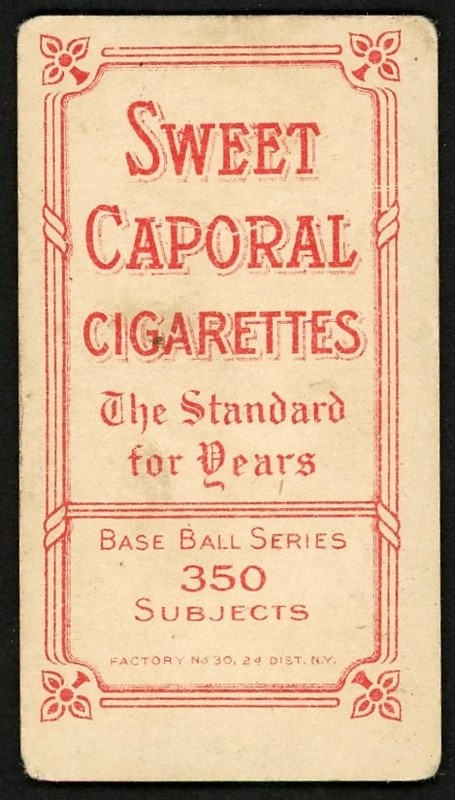 SWEET
CAPORAL
CIGARETTES
The Standard
for Years
BASE BALL SERIES
350
SUBJECTS
FACTORY No 30, 2d DIST. N.Y.